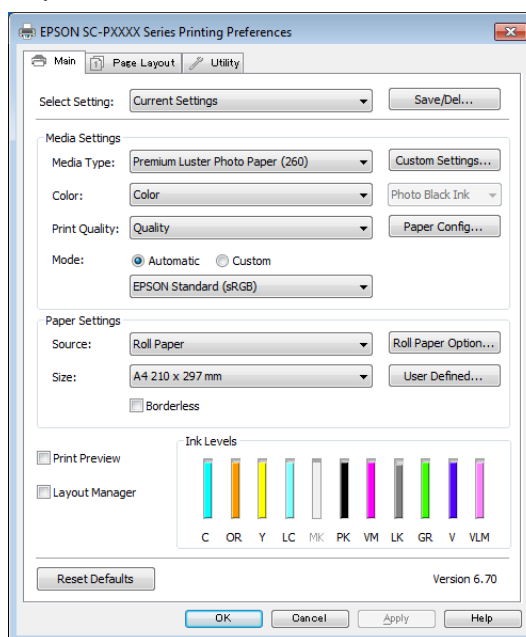 EPSON SC-PXXXX Series Printing Preferences
Main Page Layout Utility
Select Setting: Current Settings Save/Del...
Media Settings
Media Type: Premium Luster Photo Paper (260) Custom Settings...
Color: Color Photo Black Ink
Print Quality: Quality Paper Config...
Mode: Automatic Custom
EPSON Standard (sRGB)
Paper Settings
Source: Roll Paper Roll Paper Option...
Size: A4 210 x 297 mm User Defined...
Borderless
Ink Levels
Print Preview
Layout Manager
C OR Y LC MK PK VM LK GR V VLM
Reset Defaults Version 6.70
OK Cancel Apply Help